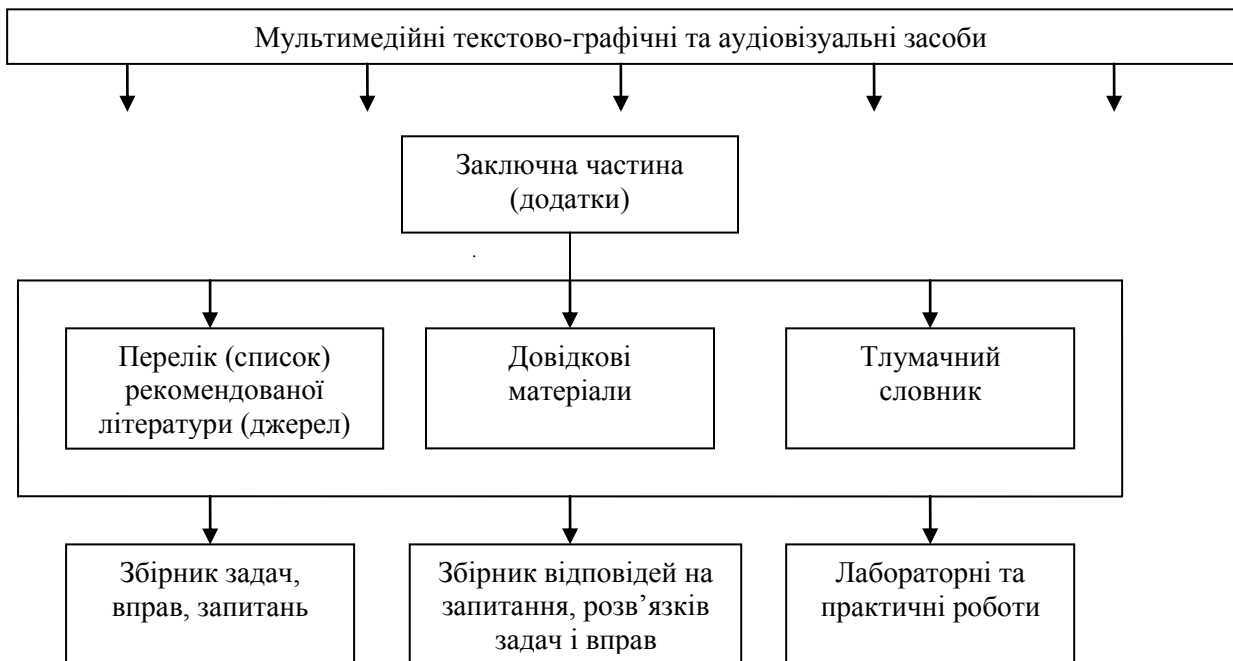 Мультимедійні текстово-графічні та аудіовізуальні засоби
Заключна частина
(додатки)
Перелік (список)
рекомендованої
літератури (джерел)
Довідкові
матеріали
Тлумачний
словник
Збірник задач,
вправ, запитань
Збірник відповідей на
запитання, розв’язків
задач і вправ
Лабораторні та
практичні роботи